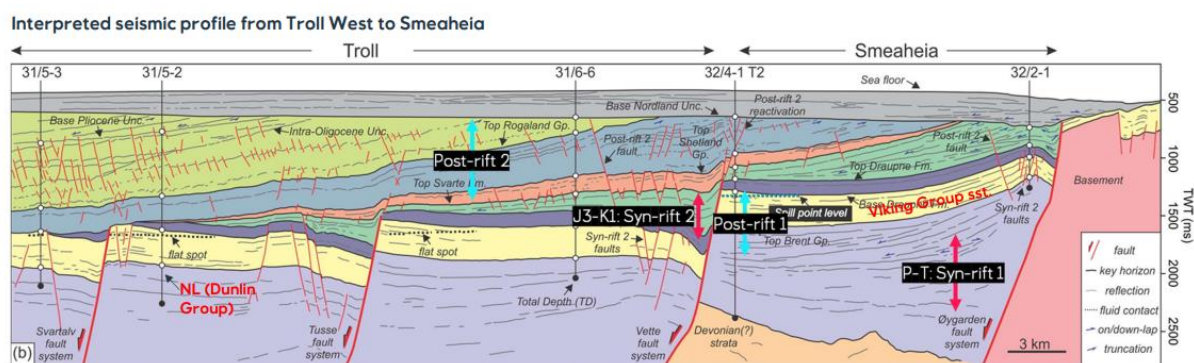 Interpreted seismic profile from Troll West to Smeaheia
Troll
Smeaheia
31/5-3
31/5-2
31/6-6
32/4-1 T2
32/2-1
Sea floor
500
1000
1500
2000
2500
TWT (ms)
Base Pliocene Unc.
Intra-Oligocene Unc.
Top Rogaland Gp.
Base Nordland Unc.
Post-rift 2
reactivation
Post-rift 2
fault
Top
Shetland
Gp.
Post-rift 2
fault
Post-rift 2
Top Svarte Fm.
Top Draupne Fm.
Basement
J3-K1: Syn-rift 2
Spill point level
Viking Group sst.
Post-rift 1
Syn-rift 2
faults
flat spot
flat spot
Syn-rift 2
faults
Top Brent Gp.
P-T: Syn-rift 1
NL (Dunlin
Group)
Total Depth (TD)
Svartalv
fault
system
Tusse
fault
system
Vette
fault
system
Devonian(?)
strata
Øygarden
fault
system
fault
key horizon
reflection
fluid contact
on/down-lap
truncation
3 km
(b)